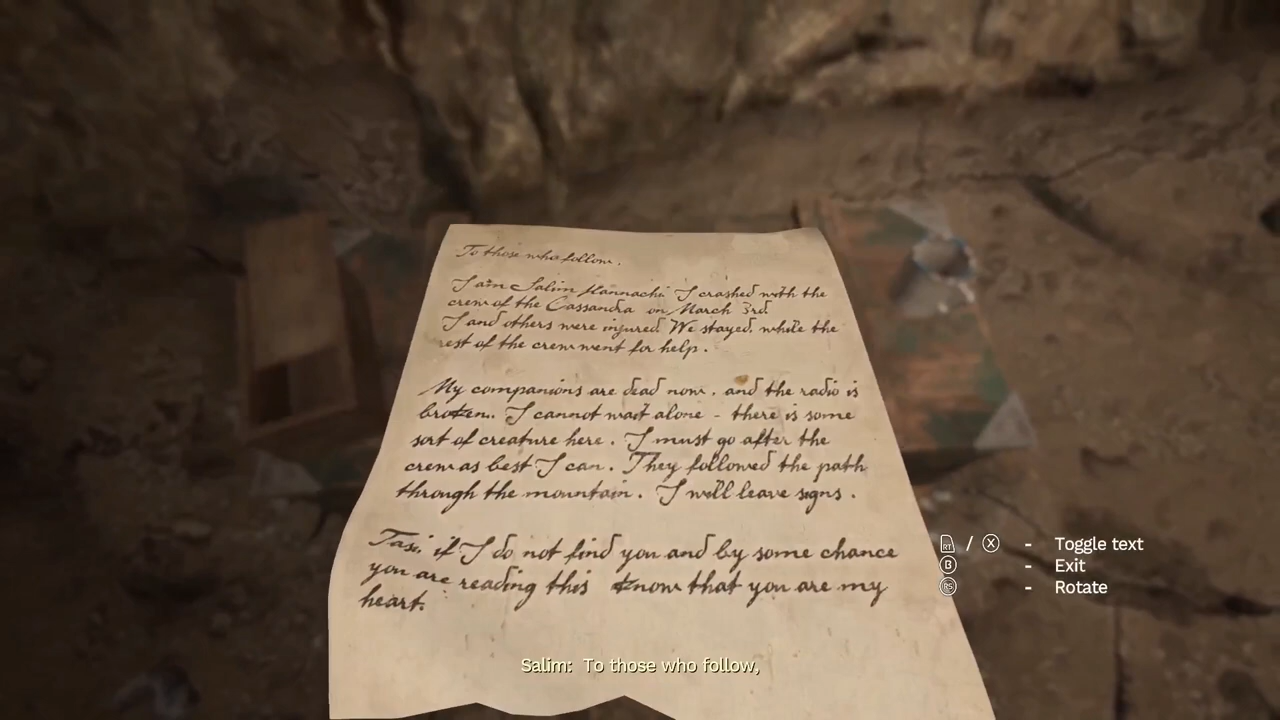 To those who follow.
I am Salim Hannachi. I crashed with the
crew of the Cassandra on March 3rd.
I and others were injured. We stayed, while the
rest of the crew went for help.
My companions are dead now, and the radio is
broken. I cannot wait alone - there is some
sort of creature here. I must go after the
crew as best I can. They followed the path
through the mountain. I will leave signs.
Tasi if I do not find you and by some chance
you are reading this know that you are my
heart.
RT / X - Toggle text
B - Exit
RS - Rotate
Salim: To those who follow,